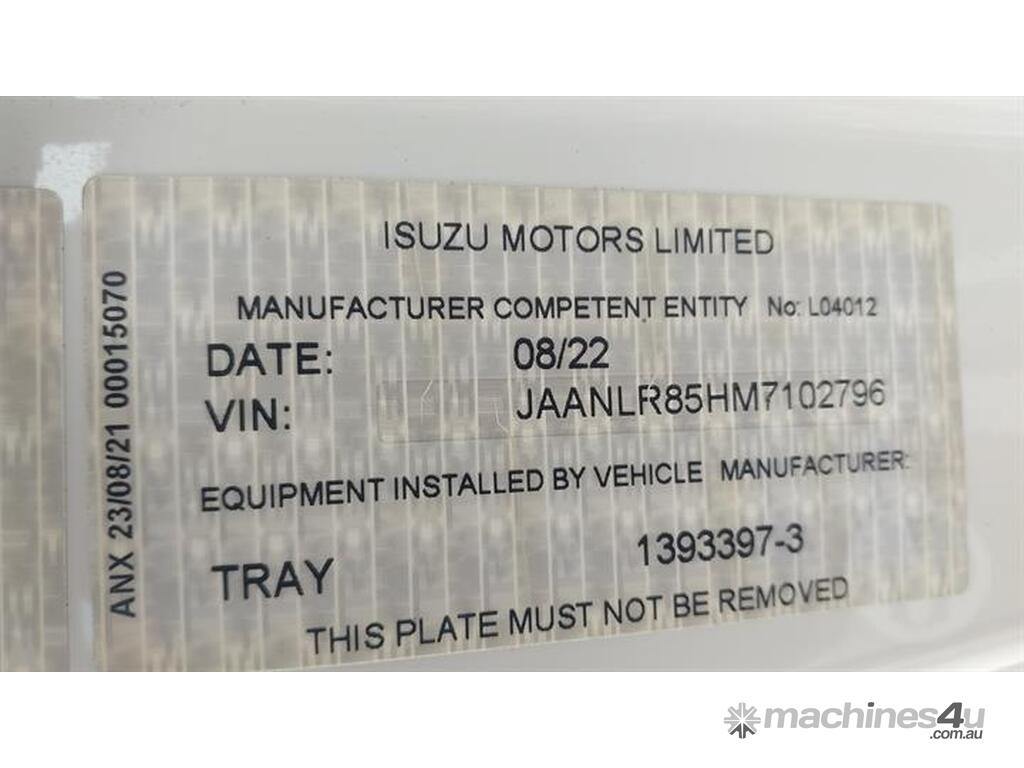 ISUZU MOTORS LIMITED
MANUFACTURER COMPETENT ENTITY No: L04012
DATE: 08/22
VIN: JAANLR85HM7102796
EQUIPMENT INSTALLED BY VEHICLE MANUFACTURER:
TRAY 1393397-3
THIS PLATE MUST NOT BE REMOVED
ANX 23/08/21 00015070
machines4u
.com.au